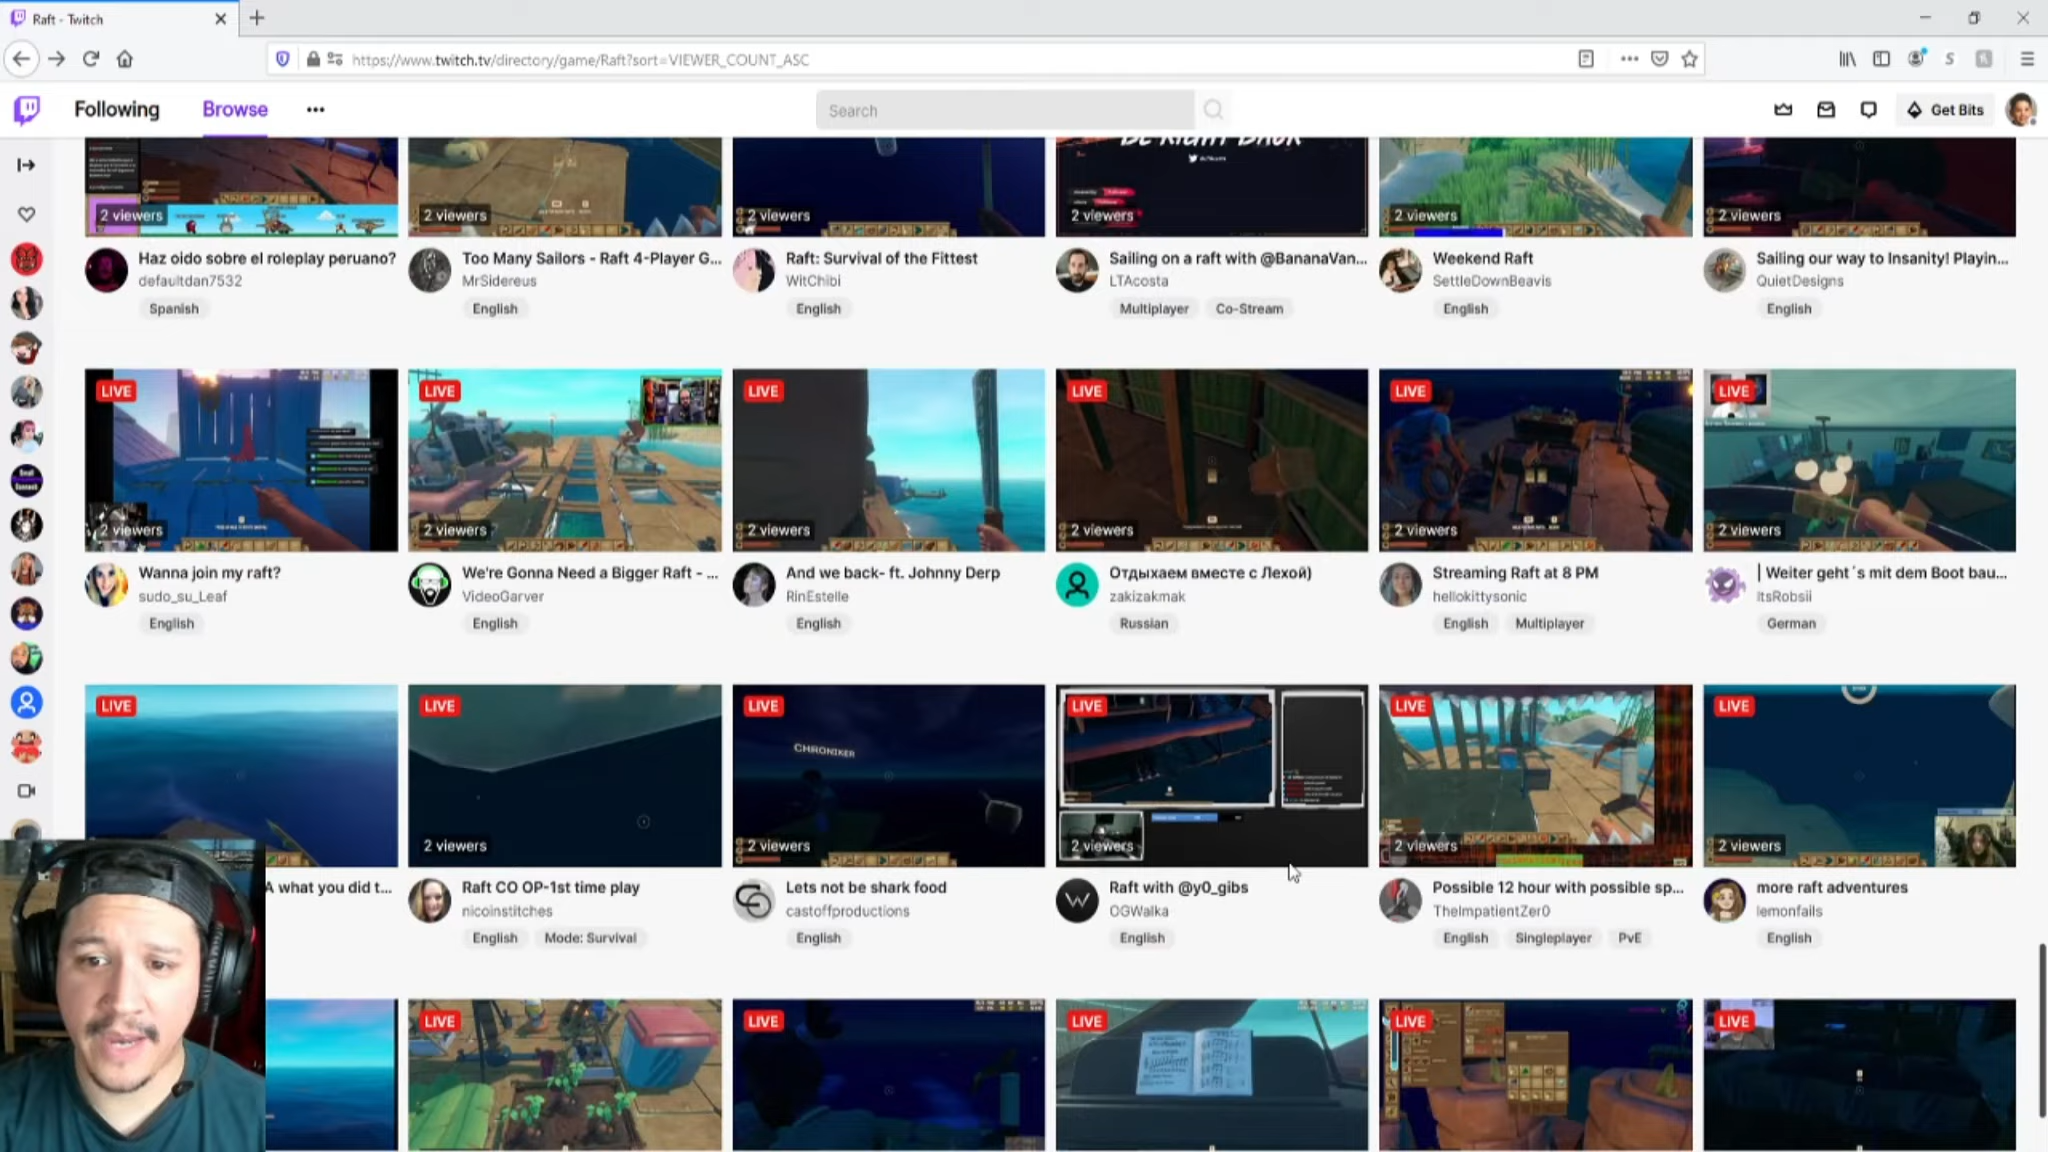 Raft - Twitch
https://www.twitch.tv/directory/game/Raft?sort=VIEWER_COUNT_ASC
Following
Browse
Search
Get Bits
BE RIGHT BACK
2 viewers
2 viewers
2 viewers
2 viewers
2 viewers
2 viewers
Haz oido sobre el roleplay peruano?
defaultdan7532
Spanish
Too Many Sailors - Raft 4-Player G...
MrSidereus
English
Raft: Survival of the Fittest
WitChibi
English
Sailing on a raft with @BananaVan...
LTAcosta
Multiplayer
Co-Stream
Weekend Raft
SettleDownBeavis
English
Sailing our way to Insanity! Playin...
QuietDesigns
English
LIVE
2 viewers
Wanna join my raft?
sudo_su_Leaf
English
LIVE
2 viewers
We're Gonna Need a Bigger Raft - ...
VideoGarver
English
LIVE
2 viewers
And we back- ft. Johnny Derp
RinEstelle
English
LIVE
2 viewers
Отдыхаем вместе с Лехой)
zakizakmak
Russian
LIVE
2 viewers
Streaming Raft at 8 PM
hellokittysonic
English
Multiplayer
LIVE
2 viewers
| Weiter geht´s mit dem Boot bau...
ItsRobsii
German
LIVE
A what you did t...
LIVE
2 viewers
Raft CO OP-1st time play
nicoinstitches
English
Mode: Survival
LIVE
CHRONIKER
2 viewers
Lets not be shark food
castoffproductions
English
LIVE
2 viewers
Raft with @y0_gibs
OGWalka
English
LIVE
2 viewers
Possible 12 hour with possible sp...
TheImpatientZer0
English
Singleplayer
PvE
LIVE
2 viewers
more raft adventures
lemonfails
English
LIVE
LIVE
LIVE
LIVE
LIVE